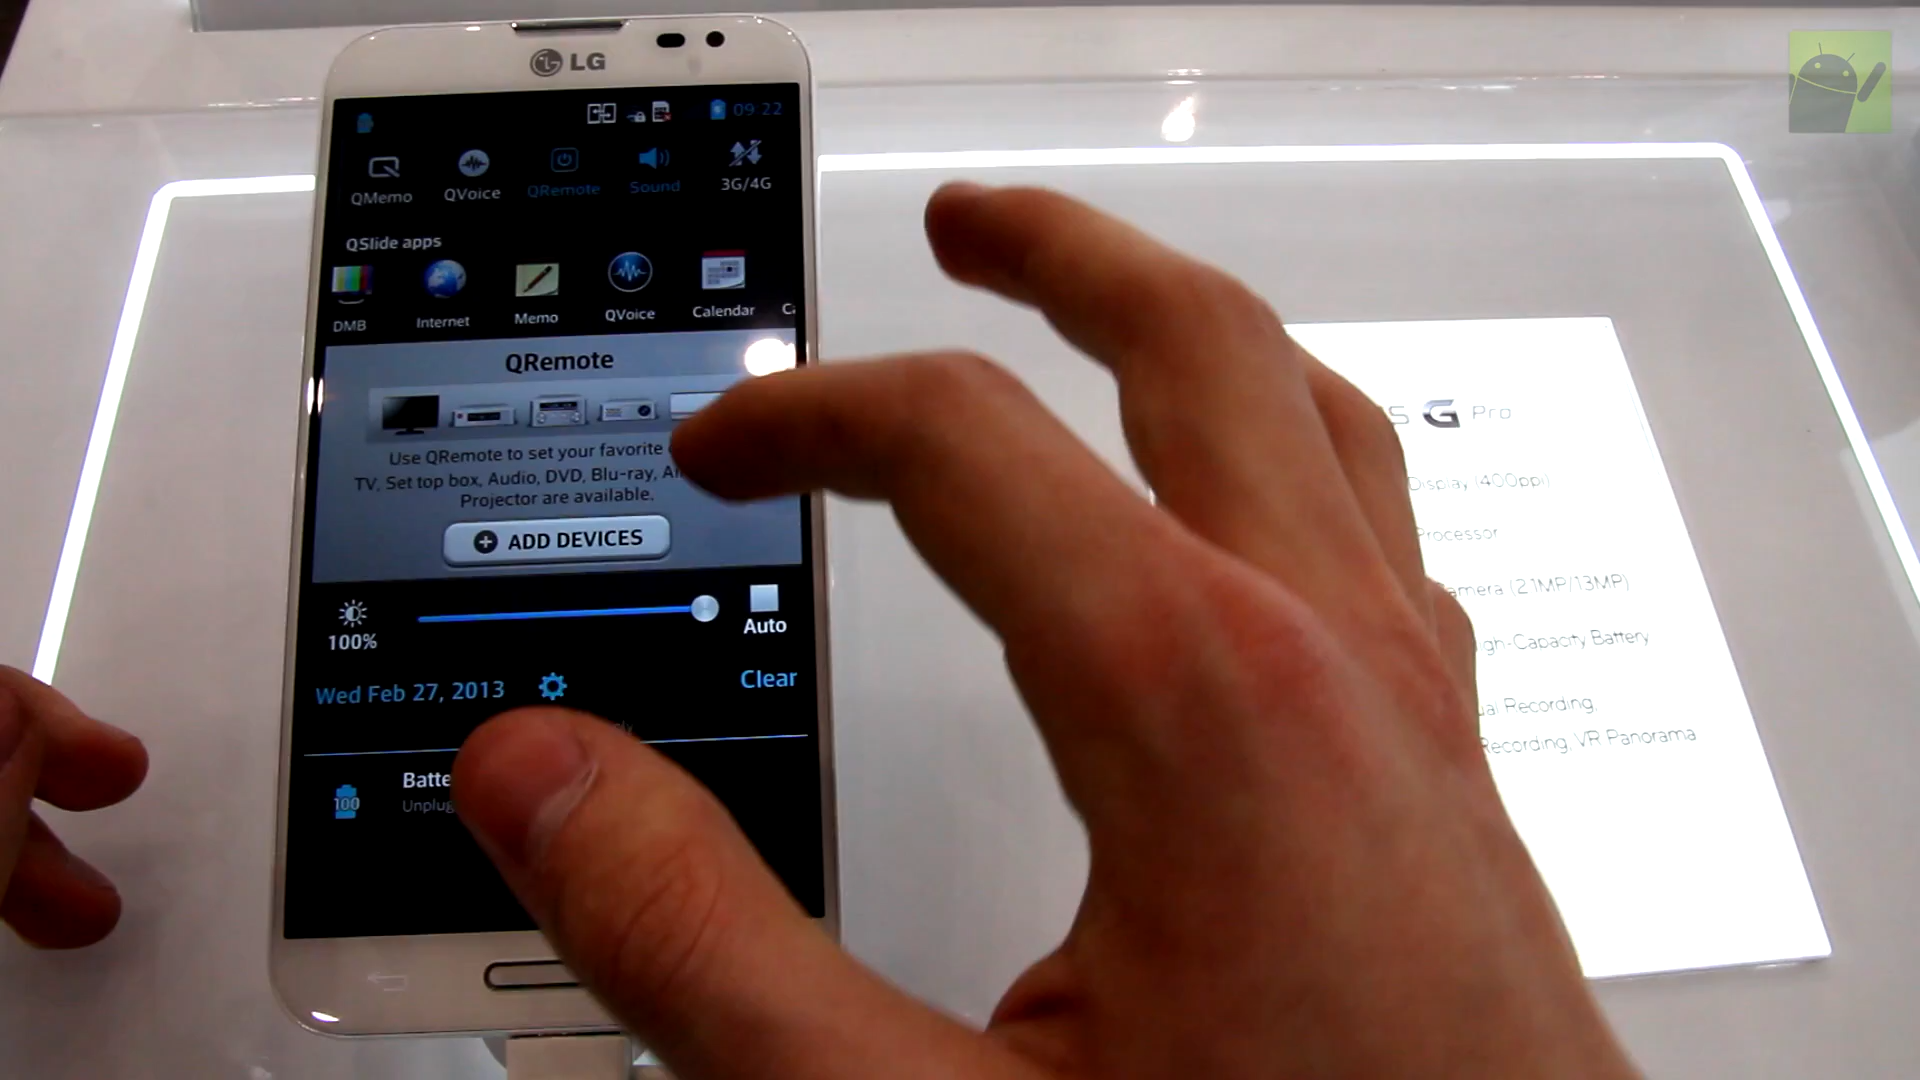 LG
09:22
QMemo QVoice QRemote Sound 3G/4G
QSlide apps
DMB Internet Memo QVoice Calendar
QRemote
Use QRemote to set your favorite
TV, Set top box, Audio, DVD, Blu-ray,
Projector are available.
ADD DEVICES
100% Auto
Wed Feb 27, 2013 Clear
100
G Pro
Display (400ppi)
Processor
(2.1MP/13MP)
Capacity Battery
Recording,
Recording, VR Panorama